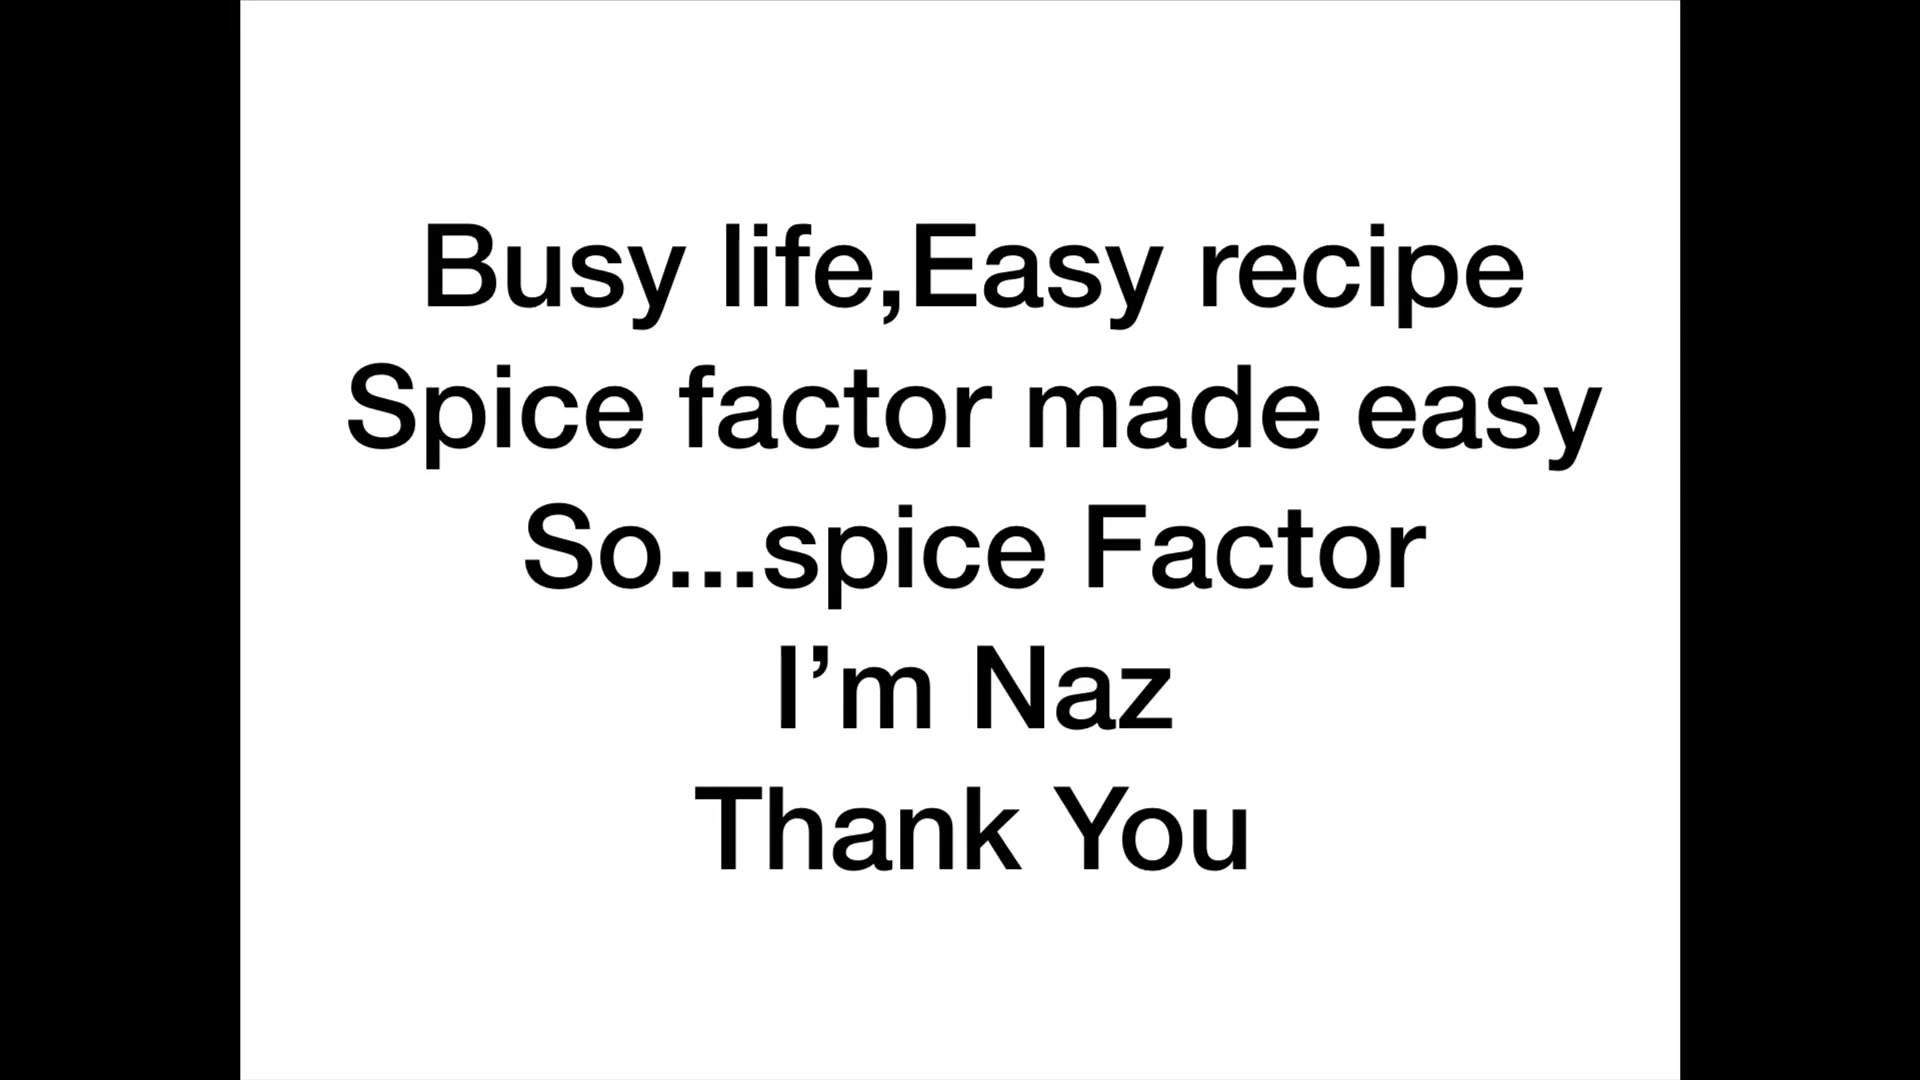 Busy life,Easy recipe
Spice factor made easy
So...spice Factor
I’m Naz
Thank You